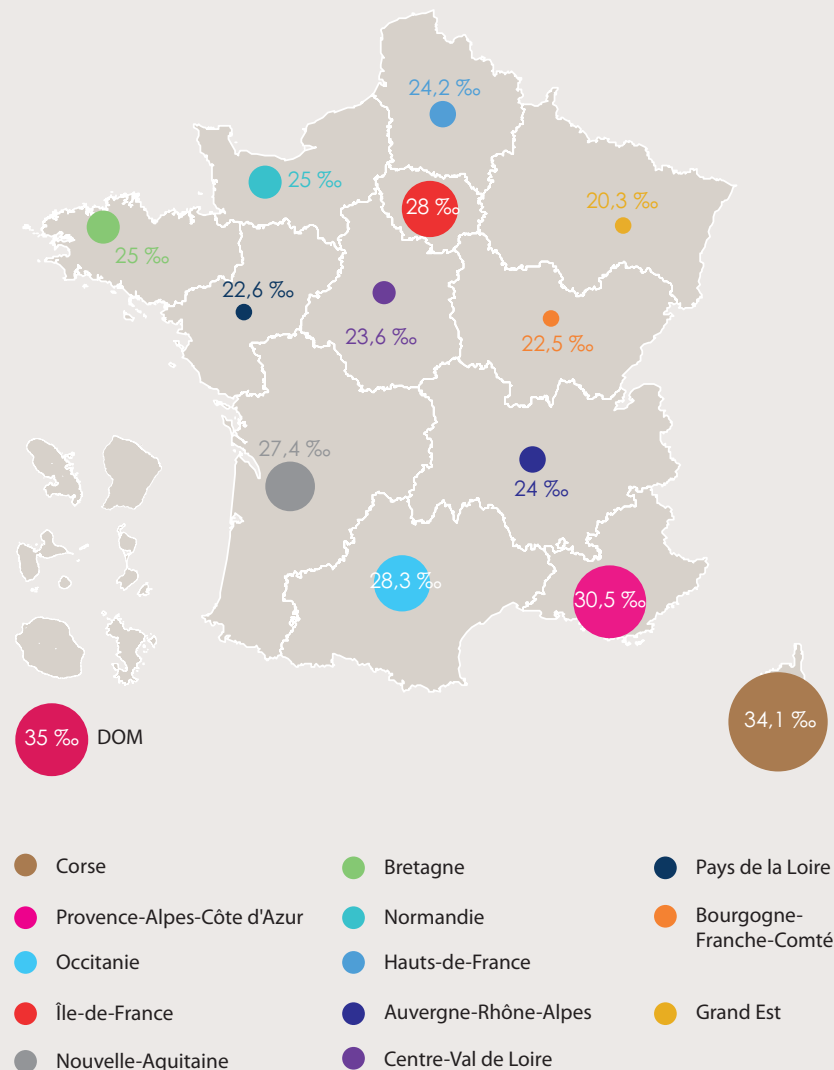 24,2 ‰
25 ‰
28 ‰
20,3 ‰
25 ‰
22,6 ‰
23,6 ‰
22,5 ‰
27,4 ‰
24 ‰
28,3 ‰
30,5 ‰
34,1 ‰
35 ‰ DOM
Corse
Provence-Alpes-Côte d'Azur
Occitanie
Île-de-France
Nouvelle-Aquitaine
Bretagne
Normandie
Hauts-de-France
Auvergne-Rhône-Alpes
Centre-Val de Loire
Pays de la Loire
Bourgogne-
Franche-Comté
Grand Est